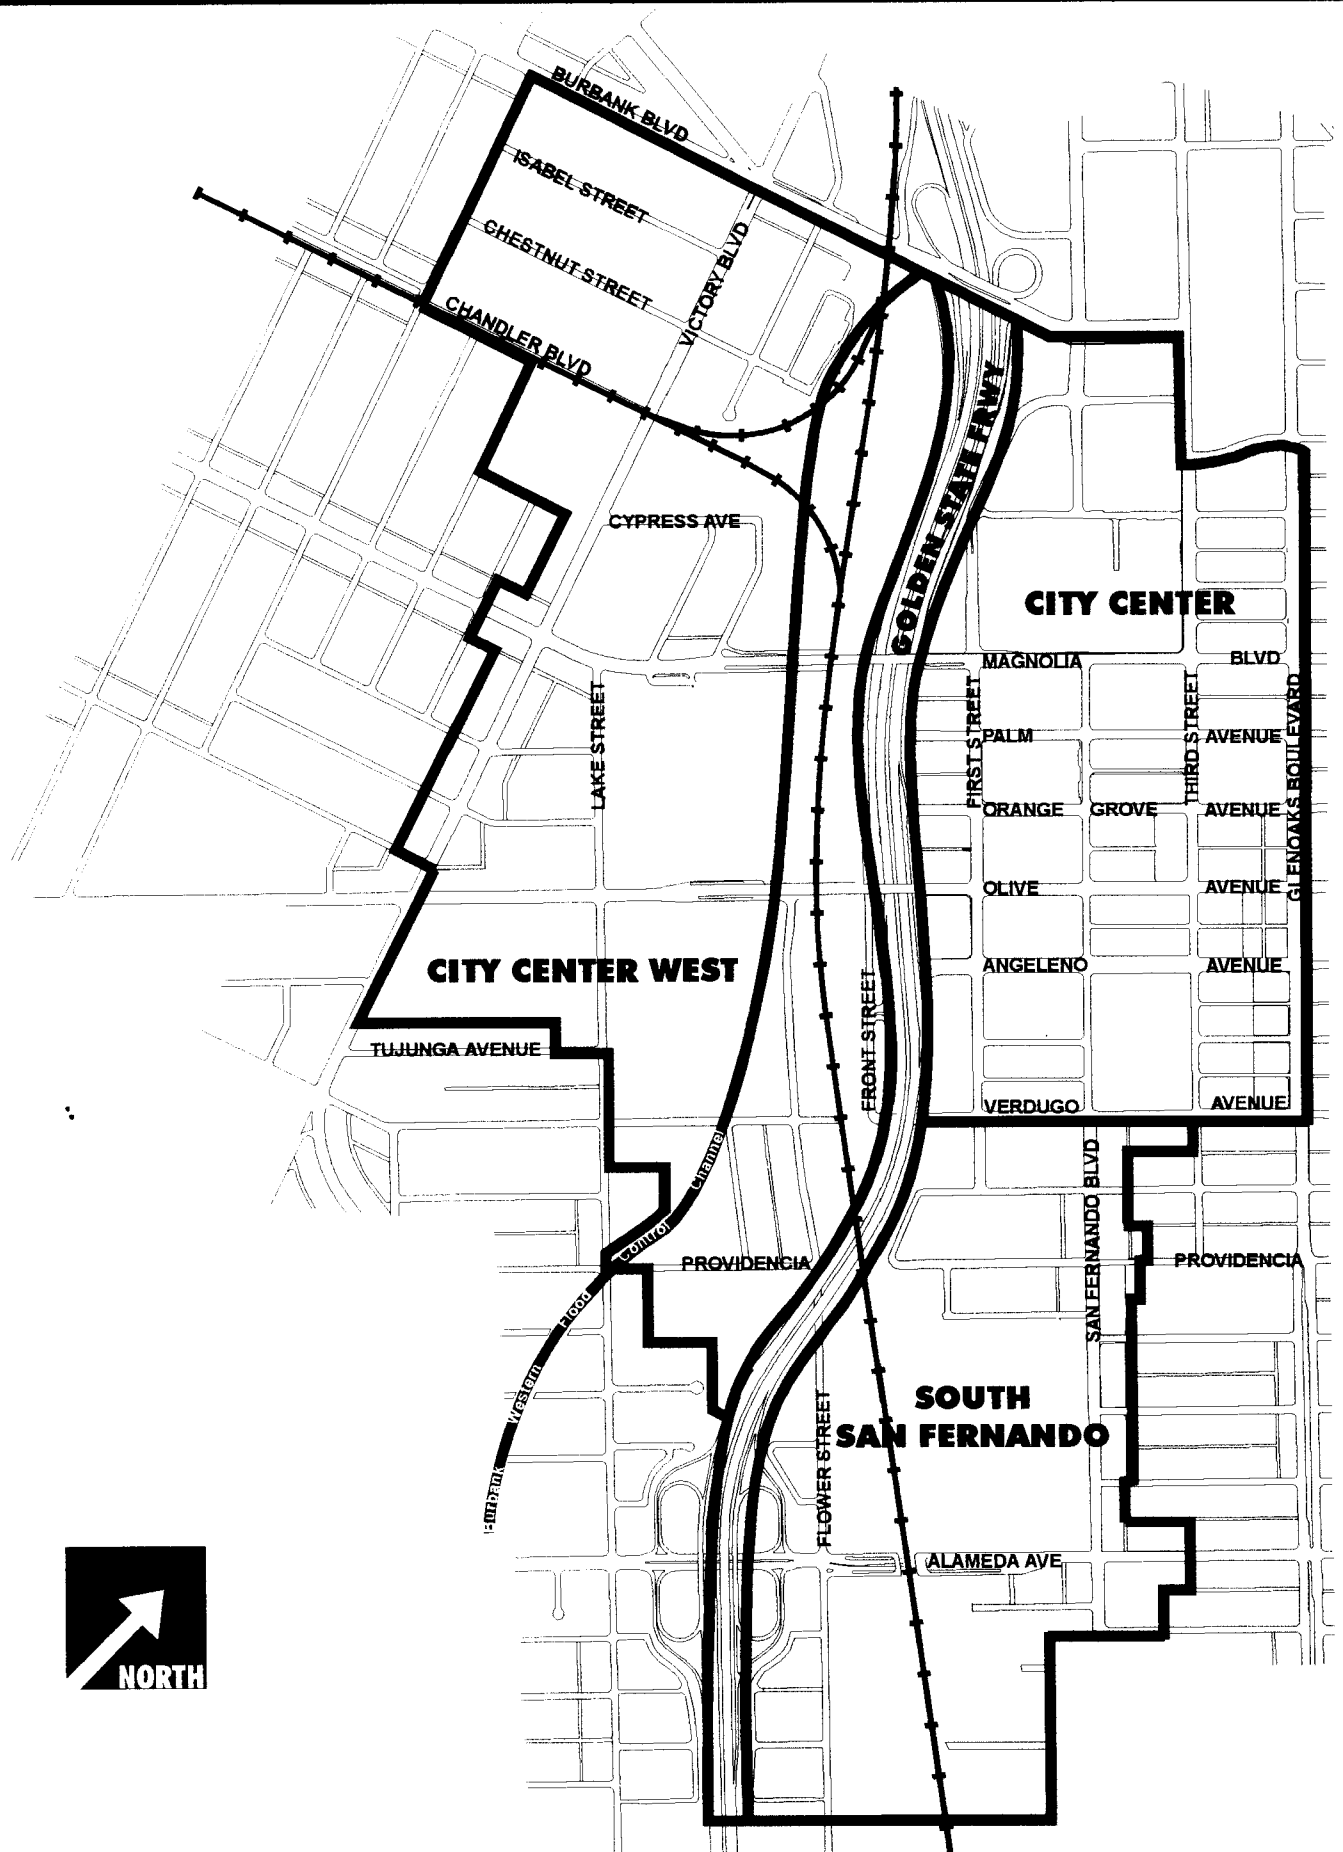 BURBANK BLVD
ISABEL STREET
CHESTNUT STREET
VICTORY BLVD
CHANDLER BLVD
GOLDEN STATE FRWY
CYPRESS AVE
CITY CENTER
MAGNOLIA BLVD
LAKE STREET
FIRST STREET
THIRD STREET
GLENOAKS BOULEVARD
PALM AVENUE
ORANGE GROVE AVENUE
OLIVE AVENUE
CITY CENTER WEST
ANGELENO AVENUE
FRONT STREET
TUJUNGA AVENUE
VERDUGO AVENUE
SAN FERNANDO BLVD
PROVIDENCIA
PROVIDENCIA
Burbank Western Flood Control Channel
SOUTH
SAN FERNANDO
FLOWER STREET
ALAMEDA AVE
NORTH